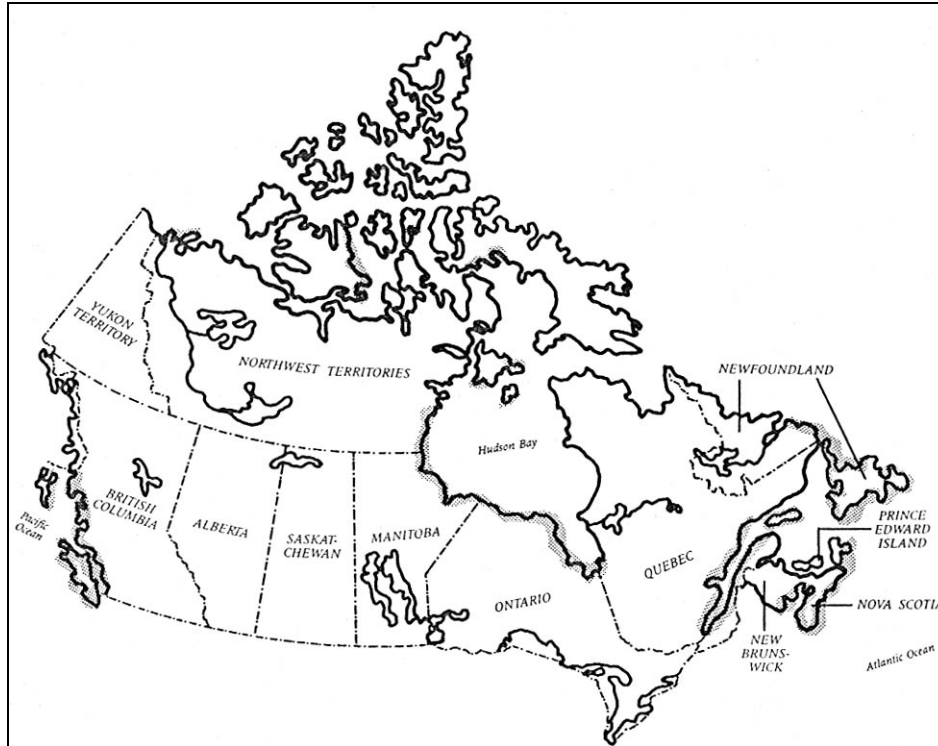 YUKON
TERRITORY
NORTHWEST TERRITORIES
NEWFOUNDLAND
Hudson Bay
BRITISH
COLUMBIA
Pacific
Ocean
ALBERTA
SASKAT-
CHEWAN
MANITOBA
ONTARIO
QUEBEC
PRINCE
EDWARD
ISLAND
NOVA SCOTIA
NEW
BRUNS-
WICK
Atlantic Ocean